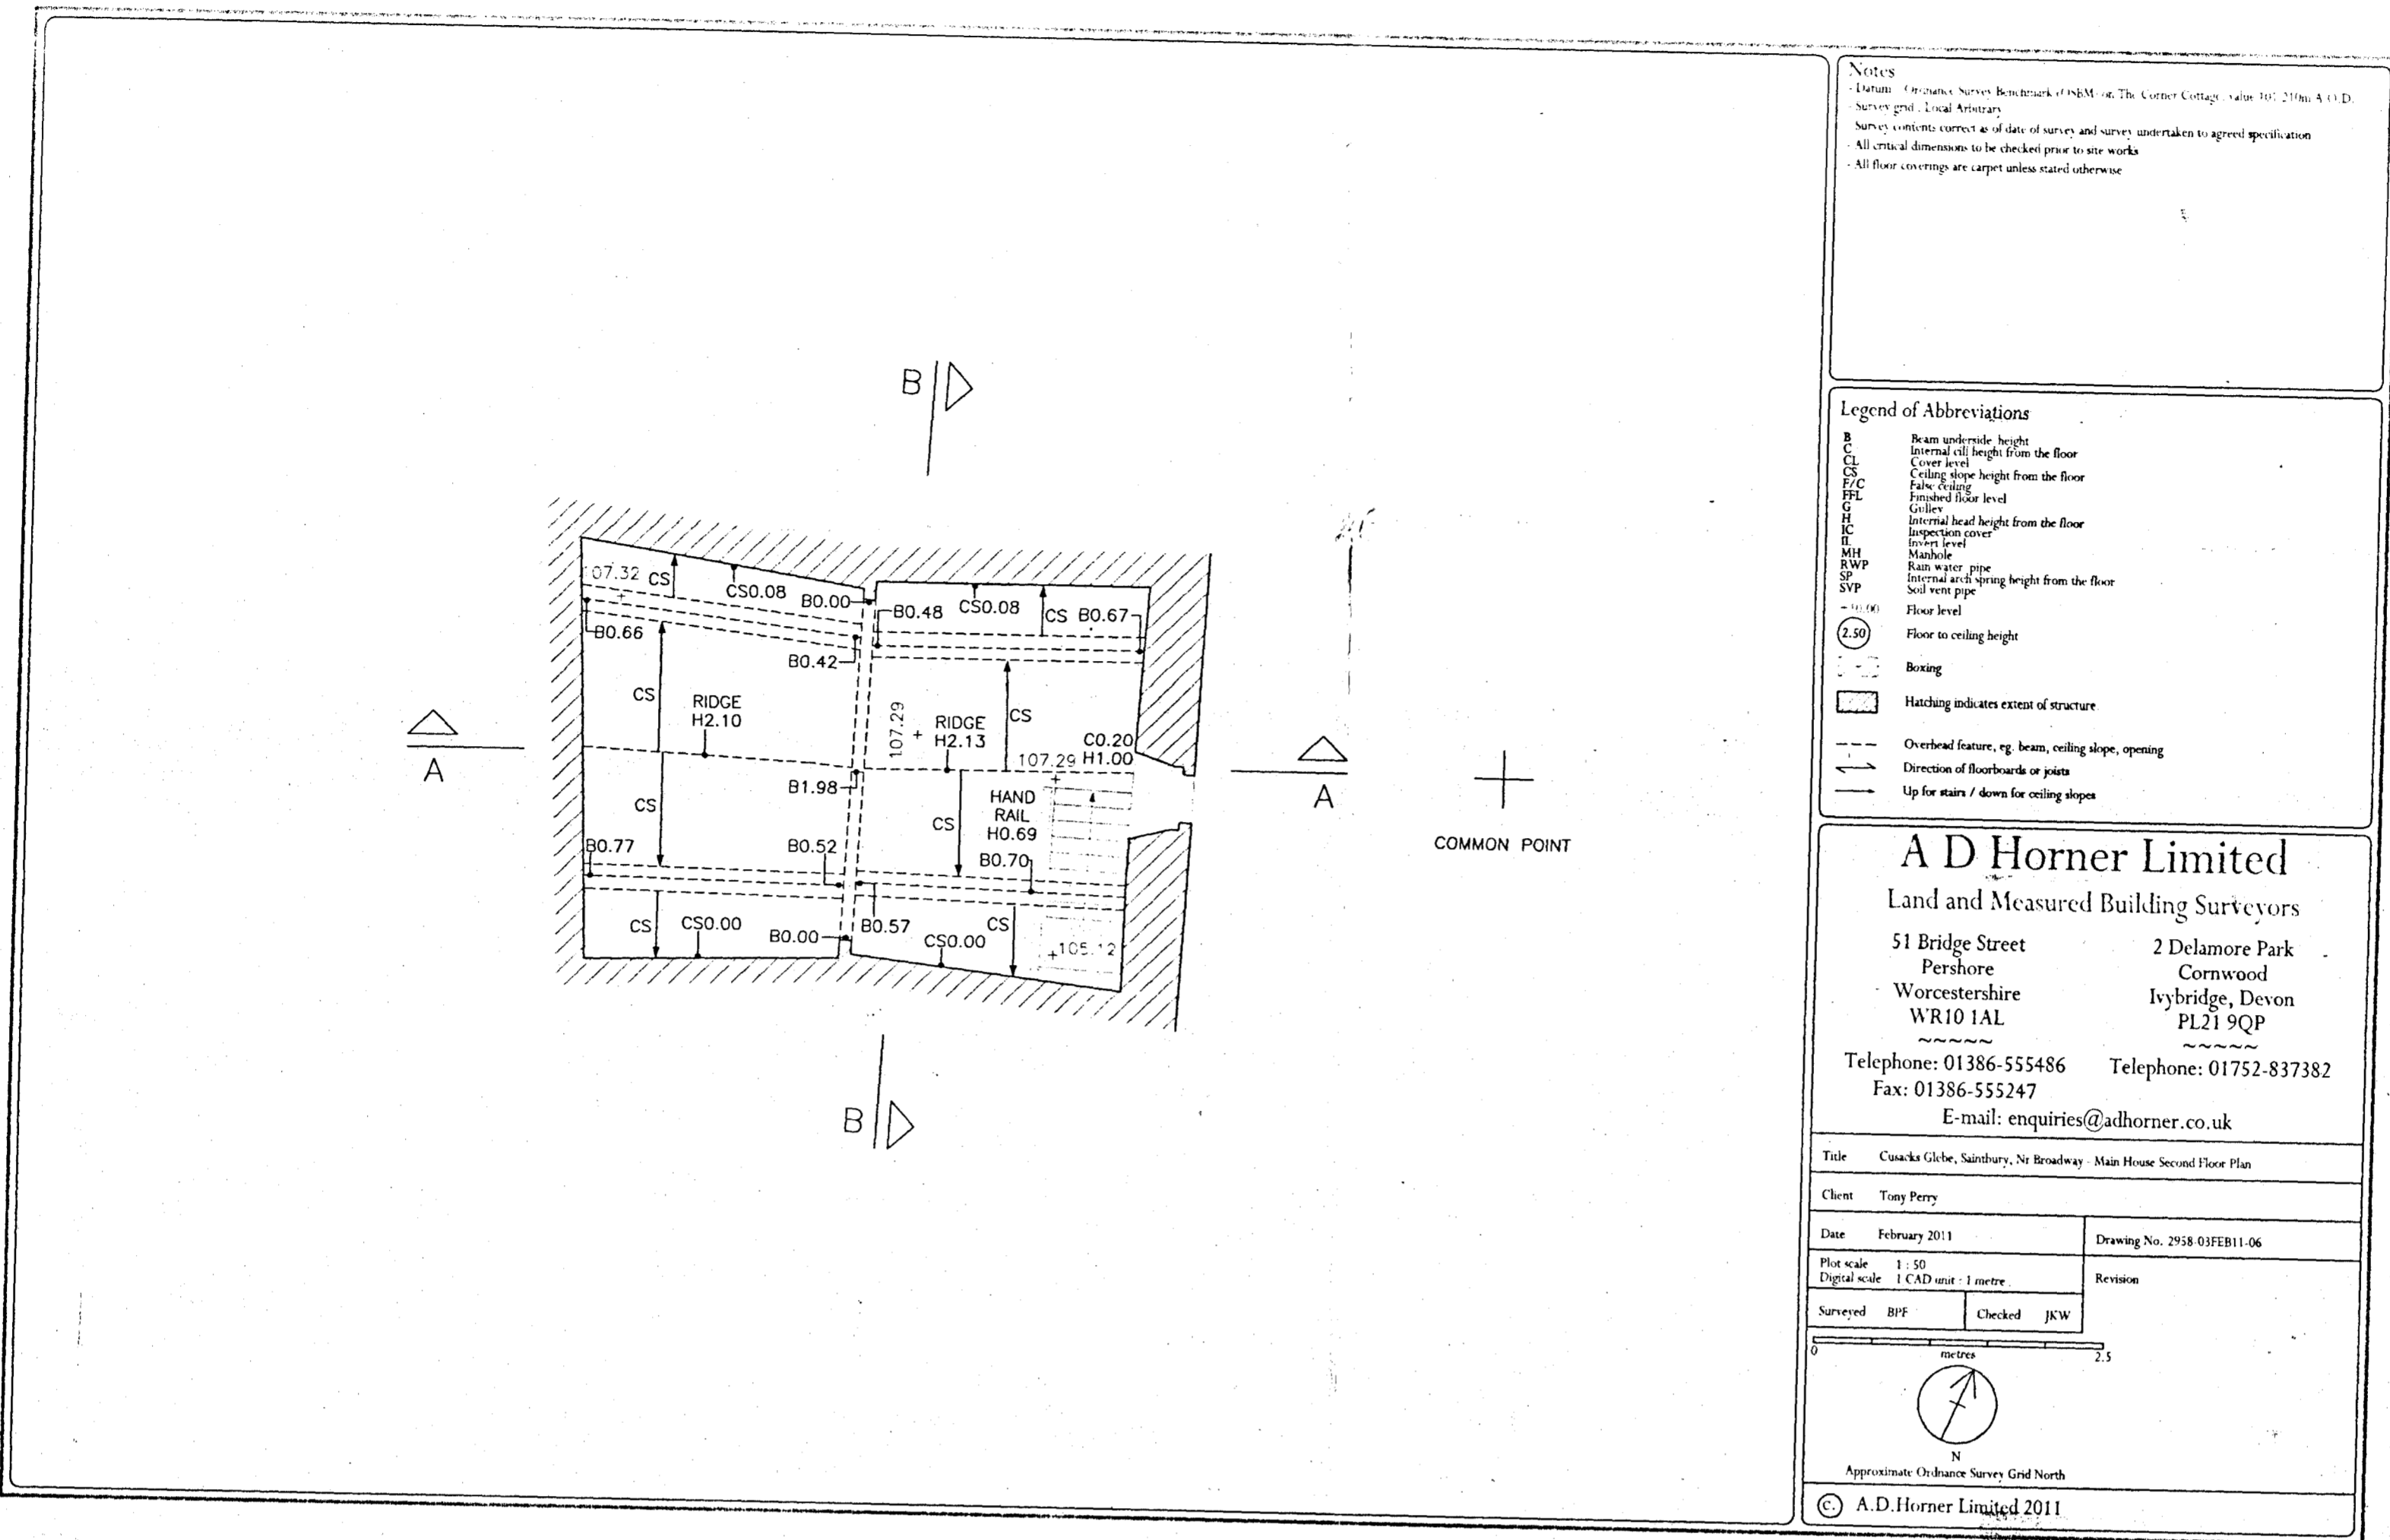 B
107.32 CS
CS0.08
B0.00
B0.48
CS0.08
CS B0.67
B0.66
B0.42
CS
RIDGE
H2.10
107.29
RIDGE
H2.13
CS
C0.20
107.29 H1.00
A
A
B1.98
CS
CS
HAND
RAIL
H0.69
COMMON POINT
B0.77
B0.52
B0.70
CS
CS0.00
B0.00
B0.57
CS0.00
CS
105.12
B
Notes
- Datum : Ordnance Survey Benchmark (OSBM) on The Corner Cottage, value 210m A.O.D.
- Survey grid : Local Arbitrary
Survey contents correct as of date of survey and survey undertaken to agreed specification
- All critical dimensions to be checked prior to site works
- All floor coverings are carpet unless stated otherwise
Legend of Abbreviations
B Beam underside height
C Internal cill height from the floor
CL Cover level
CS Ceiling slope height from the floor
F/C False ceiling
FFL Finished floor level
G Gulley
H Internal head height from the floor
IC Inspection cover
IL Invert level
MH Manhole
RWP Rain water pipe
SP Internal arch spring height from the floor
SVP Soil vent pipe
Floor level
2.50 Floor to ceiling height
Boxing
Hatching indicates extent of structure
Overhead feature, eg. beam, ceiling slope, opening
Direction of floorboards or joists
Up for stairs / down for ceiling slopes
A D Horner Limited
Land and Measured Building Surveyors
51 Bridge Street
Pershore
Worcestershire
WR10 1AL
~~~~~
Telephone: 01386-555486
Fax: 01386-555247
2 Delamore Park
Cornwood
Ivybridge, Devon
PL21 9QP
~~~~~
Telephone: 01752-837382
E-mail: enquiries@adhorner.co.uk
Title Cusacks Glebe, Saintbury, Nr Broadway - Main House Second Floor Plan
Client Tony Perry
Date February 2011
Drawing No. 2958-03FEB11-06
Plot scale 1 : 50
Digital scale 1 CAD unit : 1 metre
Revision
Surveyed BPF
Checked JKW
0 metres 2.5
N
Approximate Ordnance Survey Grid North
(c.) A.D.Horner Limited 2011